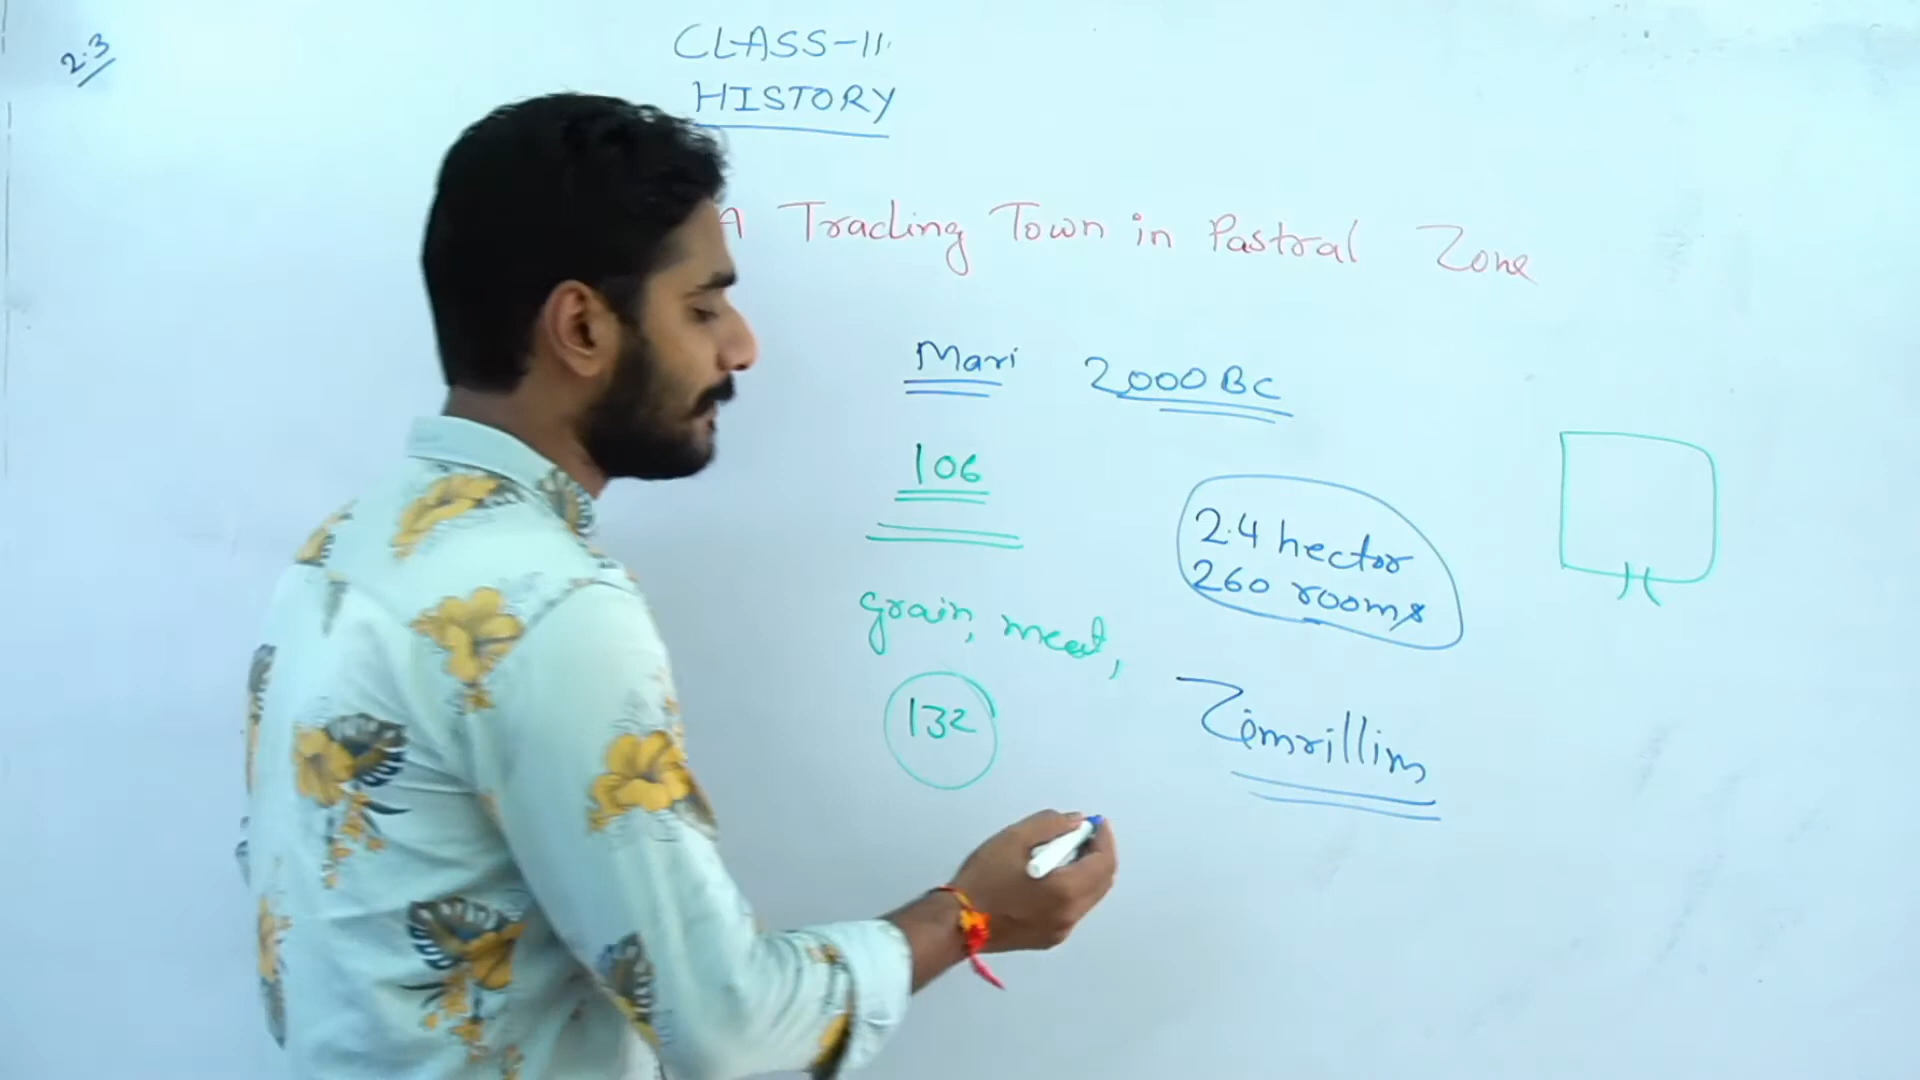 2.3
CLASS-11
HISTORY
A Trading Town in Pastral Zone
Mari 2000 BC
106
2.4 hector
260 rooms
grain, meat,
132
Zimrillim